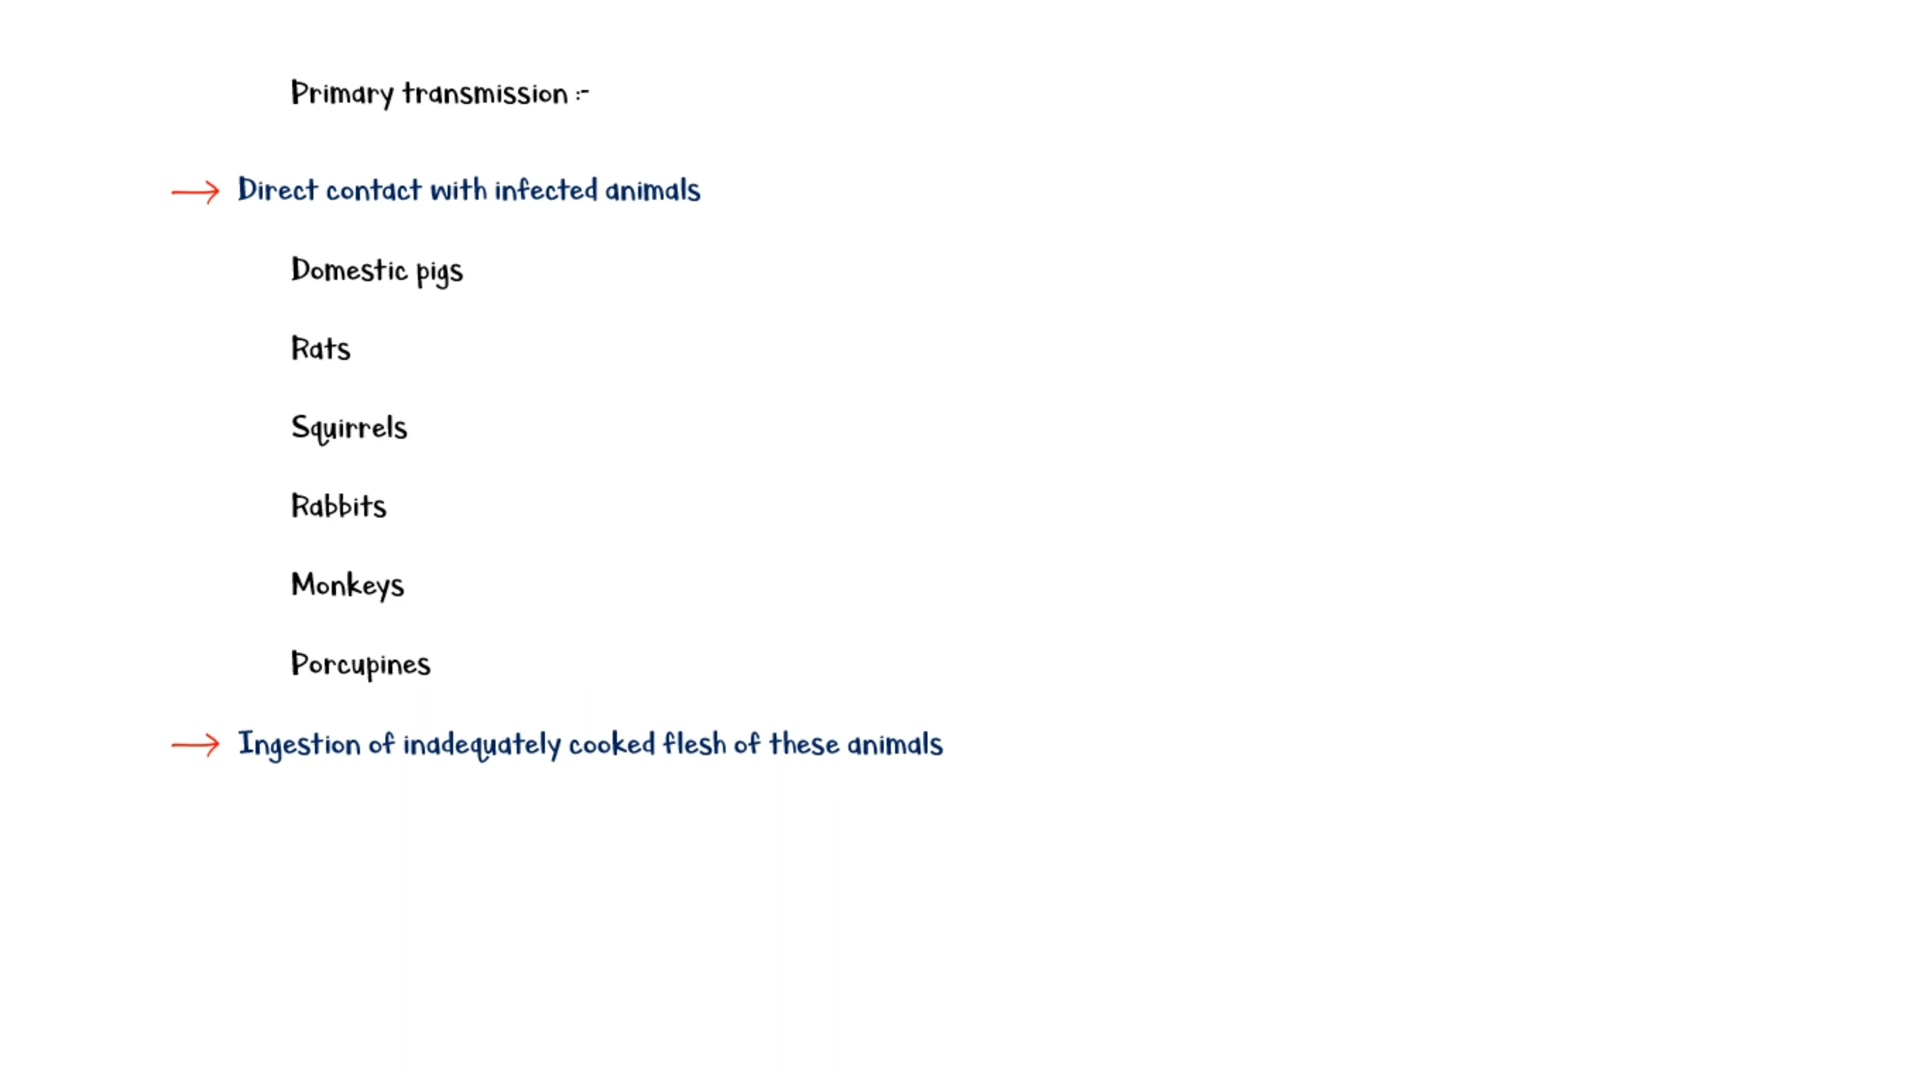 Primary transmission :-
→ Direct contact with infected animals
Domestic pigs
Rats
Squirrels
Rabbits
Monkeys
Porcupines
→ Ingestion of inadequately cooked flesh of these animals